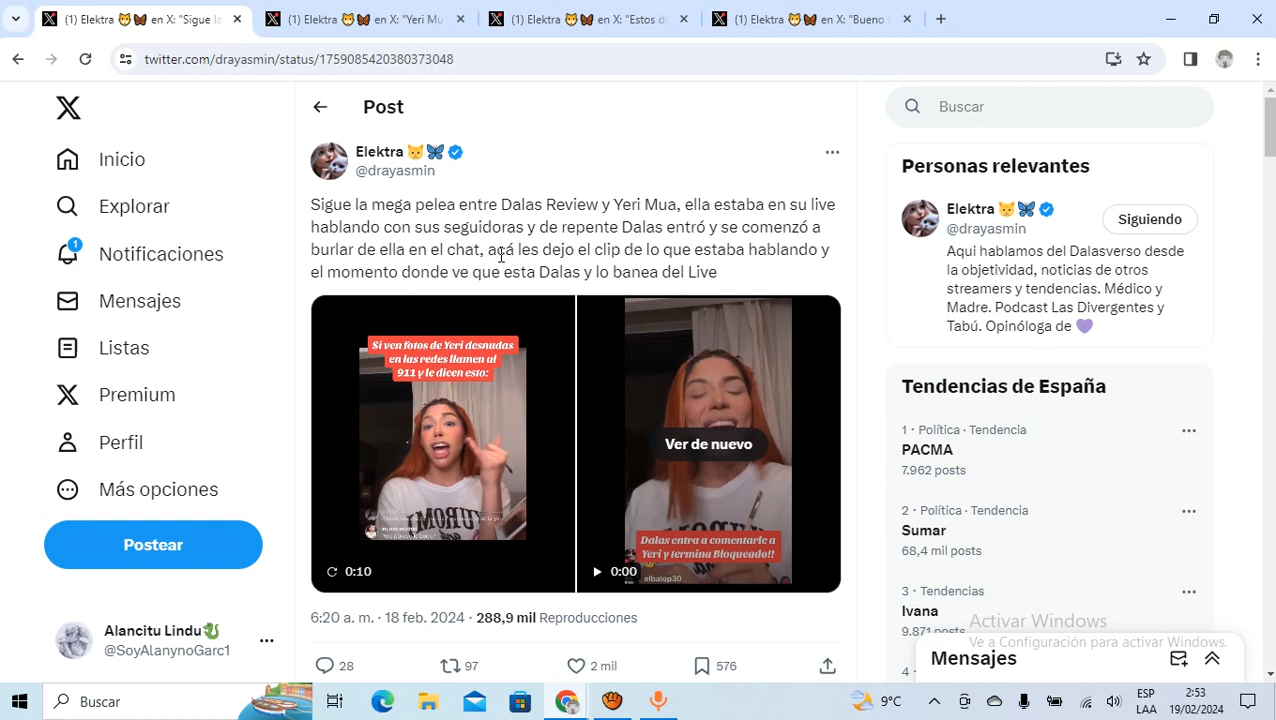 (1) Elektra 🐱🦋 en X: "Sigue la
(1) Elektra 🐱🦋 en X: "Yeri Mu
(1) Elektra 🐱🦋 en X: "Estos d
(1) Elektra 🐱🦋 en X: "Bueno
twitter.com/drayasmin/status/1759085420380373048
Inicio
Explorar
1
Notificaciones
Mensajes
Listas
Premium
Perfil
Más opciones
Postear
Alancitu Lindu🐉
@SoyAlanynoGarc1
Post
Elektra 🐱🦋
@drayasmin
Sigue la mega pelea entre Dalas Review y Yeri Mua, ella estaba en su live
hablando con sus seguidoras y de repente Dalas entró y se comenzó a
burlar de ella en el chat, acá les dejo el clip de lo que estaba hablando y
el momento donde ve que esta Dalas y lo banea del Live
Si ven fotos de Yeri desnudas
en las redes llamen al
911 y le dicen esto:
0:10
Ver de nuevo
Dalas entra a comentarle a
Yeri y termina Bloqueado!!
elbalap30
0:00
6:20 a. m. · 18 feb. 2024 · 288,9 mil Reproducciones
28
97
2 mil
576
Buscar
Personas relevantes
Elektra 🐱🦋
@drayasmin
Siguiendo
Aqui hablamos del Dalasverso desde
la objetividad, noticias de otros
streamers y tendencias. Médico y
Madre. Podcast Las Divergentes y
Tabú. Opinóloga de 💜
Tendencias de España
1 · Política · Tendencia
PACMA
7.962 posts
2 · Política · Tendencia
Sumar
68,4 mil posts
3 · Tendencias
Ivana
9.871 posts
4
Activar Windows
Ve a Configuración para activar Windows.
Mensajes
Buscar
9°C
ESP
LAA
2:53
19/02/2024